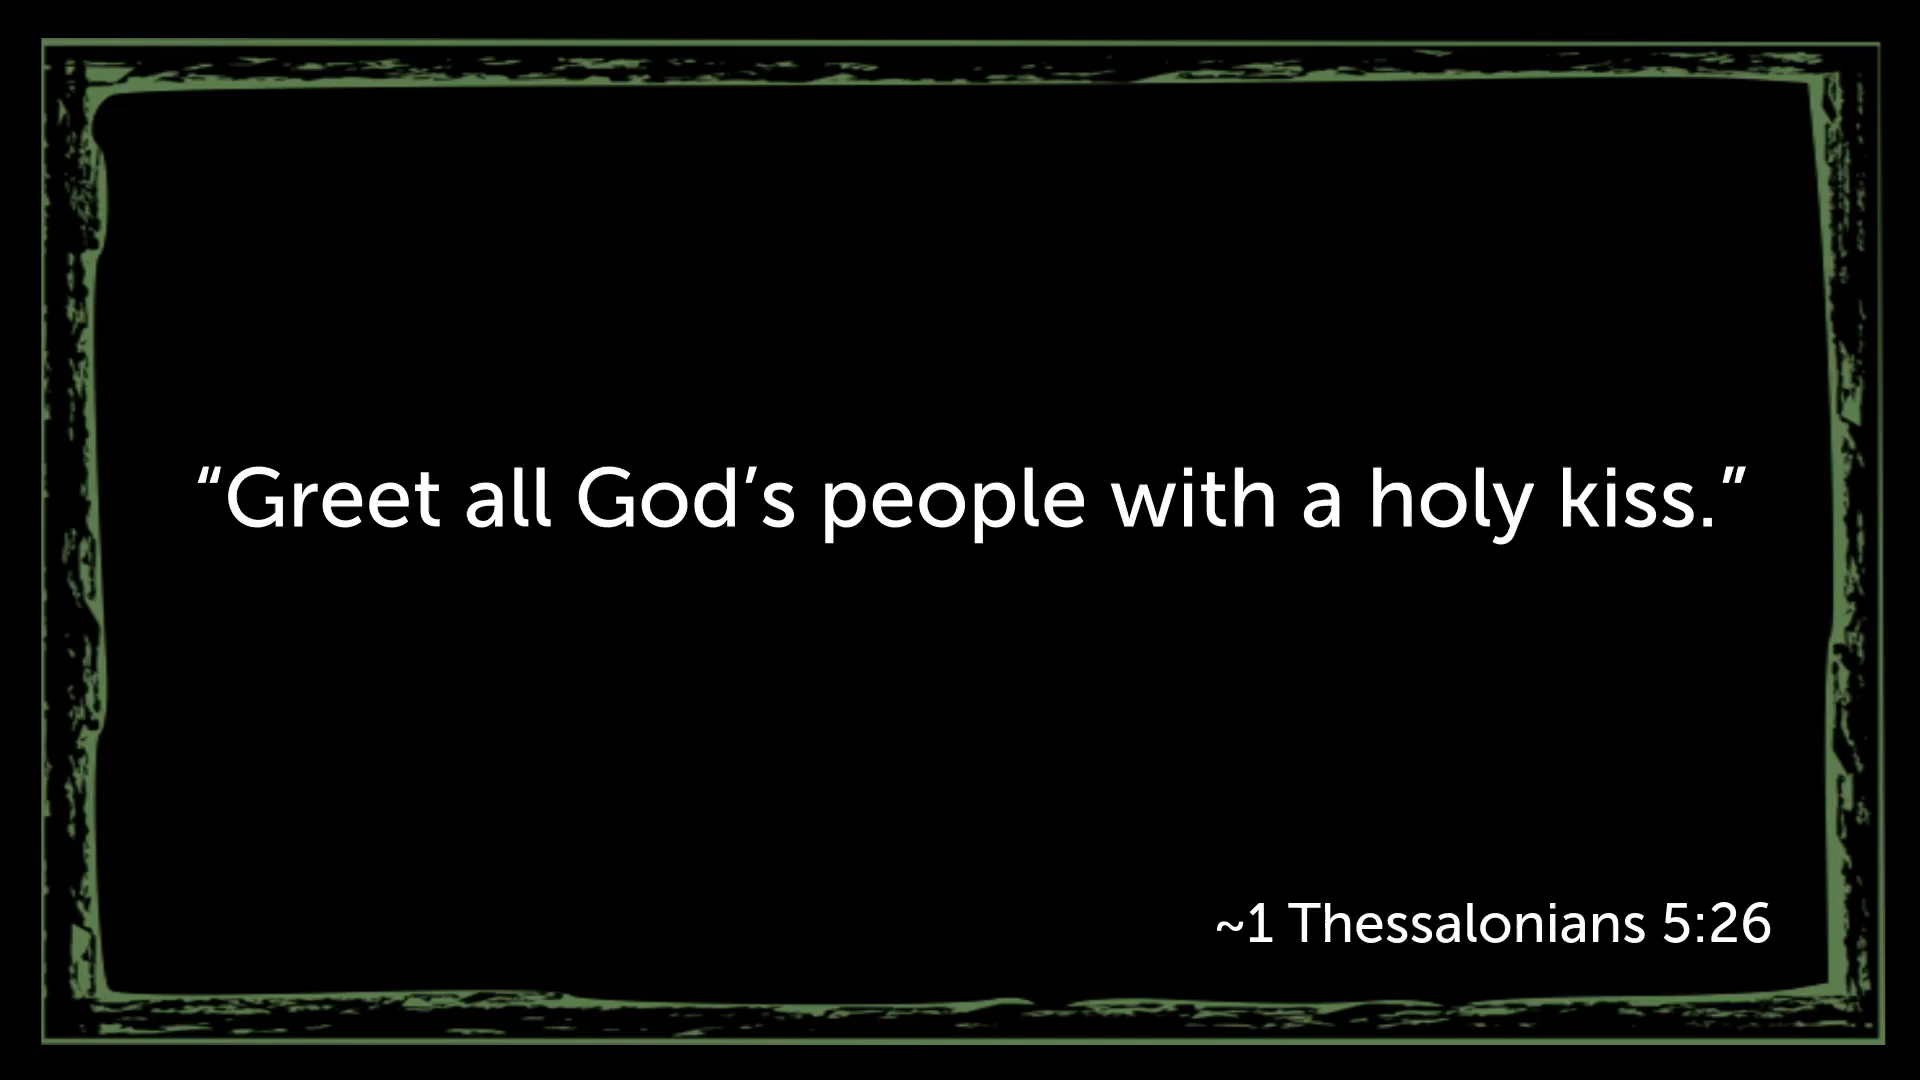 “Greet all God’s people with a holy kiss.”
~1 Thessalonians 5:26